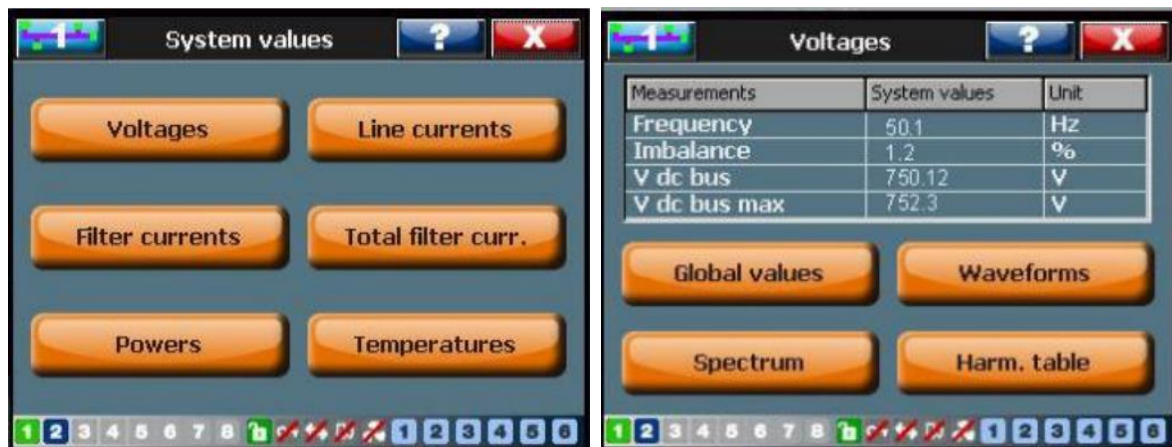 1 System values ? X
Voltages Line currents
Filter currents Total filter curr.
Powers Temperatures
1 2 3 4 5 6 7 8 1 2 3 4 5 6
1 Voltages ? X
Measurements System values Unit
Frequency 50.1 Hz
Imbalance 1.2 %
V dc bus 750.12 V
V dc bus max 752.3 V
Global values Waveforms
Spectrum Harm. table
1 2 3 4 5 6 7 8 1 2 3 4 5 6